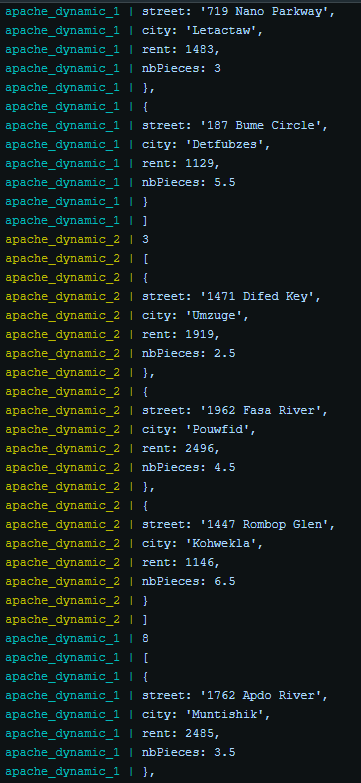 apache_dynamic_1 | street: '719 Nano Parkway',
apache_dynamic_1 | city: 'Letactaw',
apache_dynamic_1 | rent: 1483,
apache_dynamic_1 | nbPieces: 3
apache_dynamic_1 | },
apache_dynamic_1 | {
apache_dynamic_1 | street: '187 Bume Circle',
apache_dynamic_1 | city: 'Detfubzes',
apache_dynamic_1 | rent: 1129,
apache_dynamic_1 | nbPieces: 5.5
apache_dynamic_1 | }
apache_dynamic_1 | ]
apache_dynamic_2 | 3
apache_dynamic_2 | [
apache_dynamic_2 | {
apache_dynamic_2 | street: '1471 Difed Key',
apache_dynamic_2 | city: 'Umzuge',
apache_dynamic_2 | rent: 1919,
apache_dynamic_2 | nbPieces: 2.5
apache_dynamic_2 | },
apache_dynamic_2 | {
apache_dynamic_2 | street: '1962 Fasa River',
apache_dynamic_2 | city: 'Pouwfid',
apache_dynamic_2 | rent: 2496,
apache_dynamic_2 | nbPieces: 4.5
apache_dynamic_2 | },
apache_dynamic_2 | {
apache_dynamic_2 | street: '1447 Rombop Glen',
apache_dynamic_2 | city: 'Kohwekla',
apache_dynamic_2 | rent: 1146,
apache_dynamic_2 | nbPieces: 6.5
apache_dynamic_2 | }
apache_dynamic_2 | ]
apache_dynamic_1 | 8
apache_dynamic_1 | [
apache_dynamic_1 | {
apache_dynamic_1 | street: '1762 Apdo River',
apache_dynamic_1 | city: 'Muntishik',
apache_dynamic_1 | rent: 2485,
apache_dynamic_1 | nbPieces: 3.5
apache_dynamic_1 | },